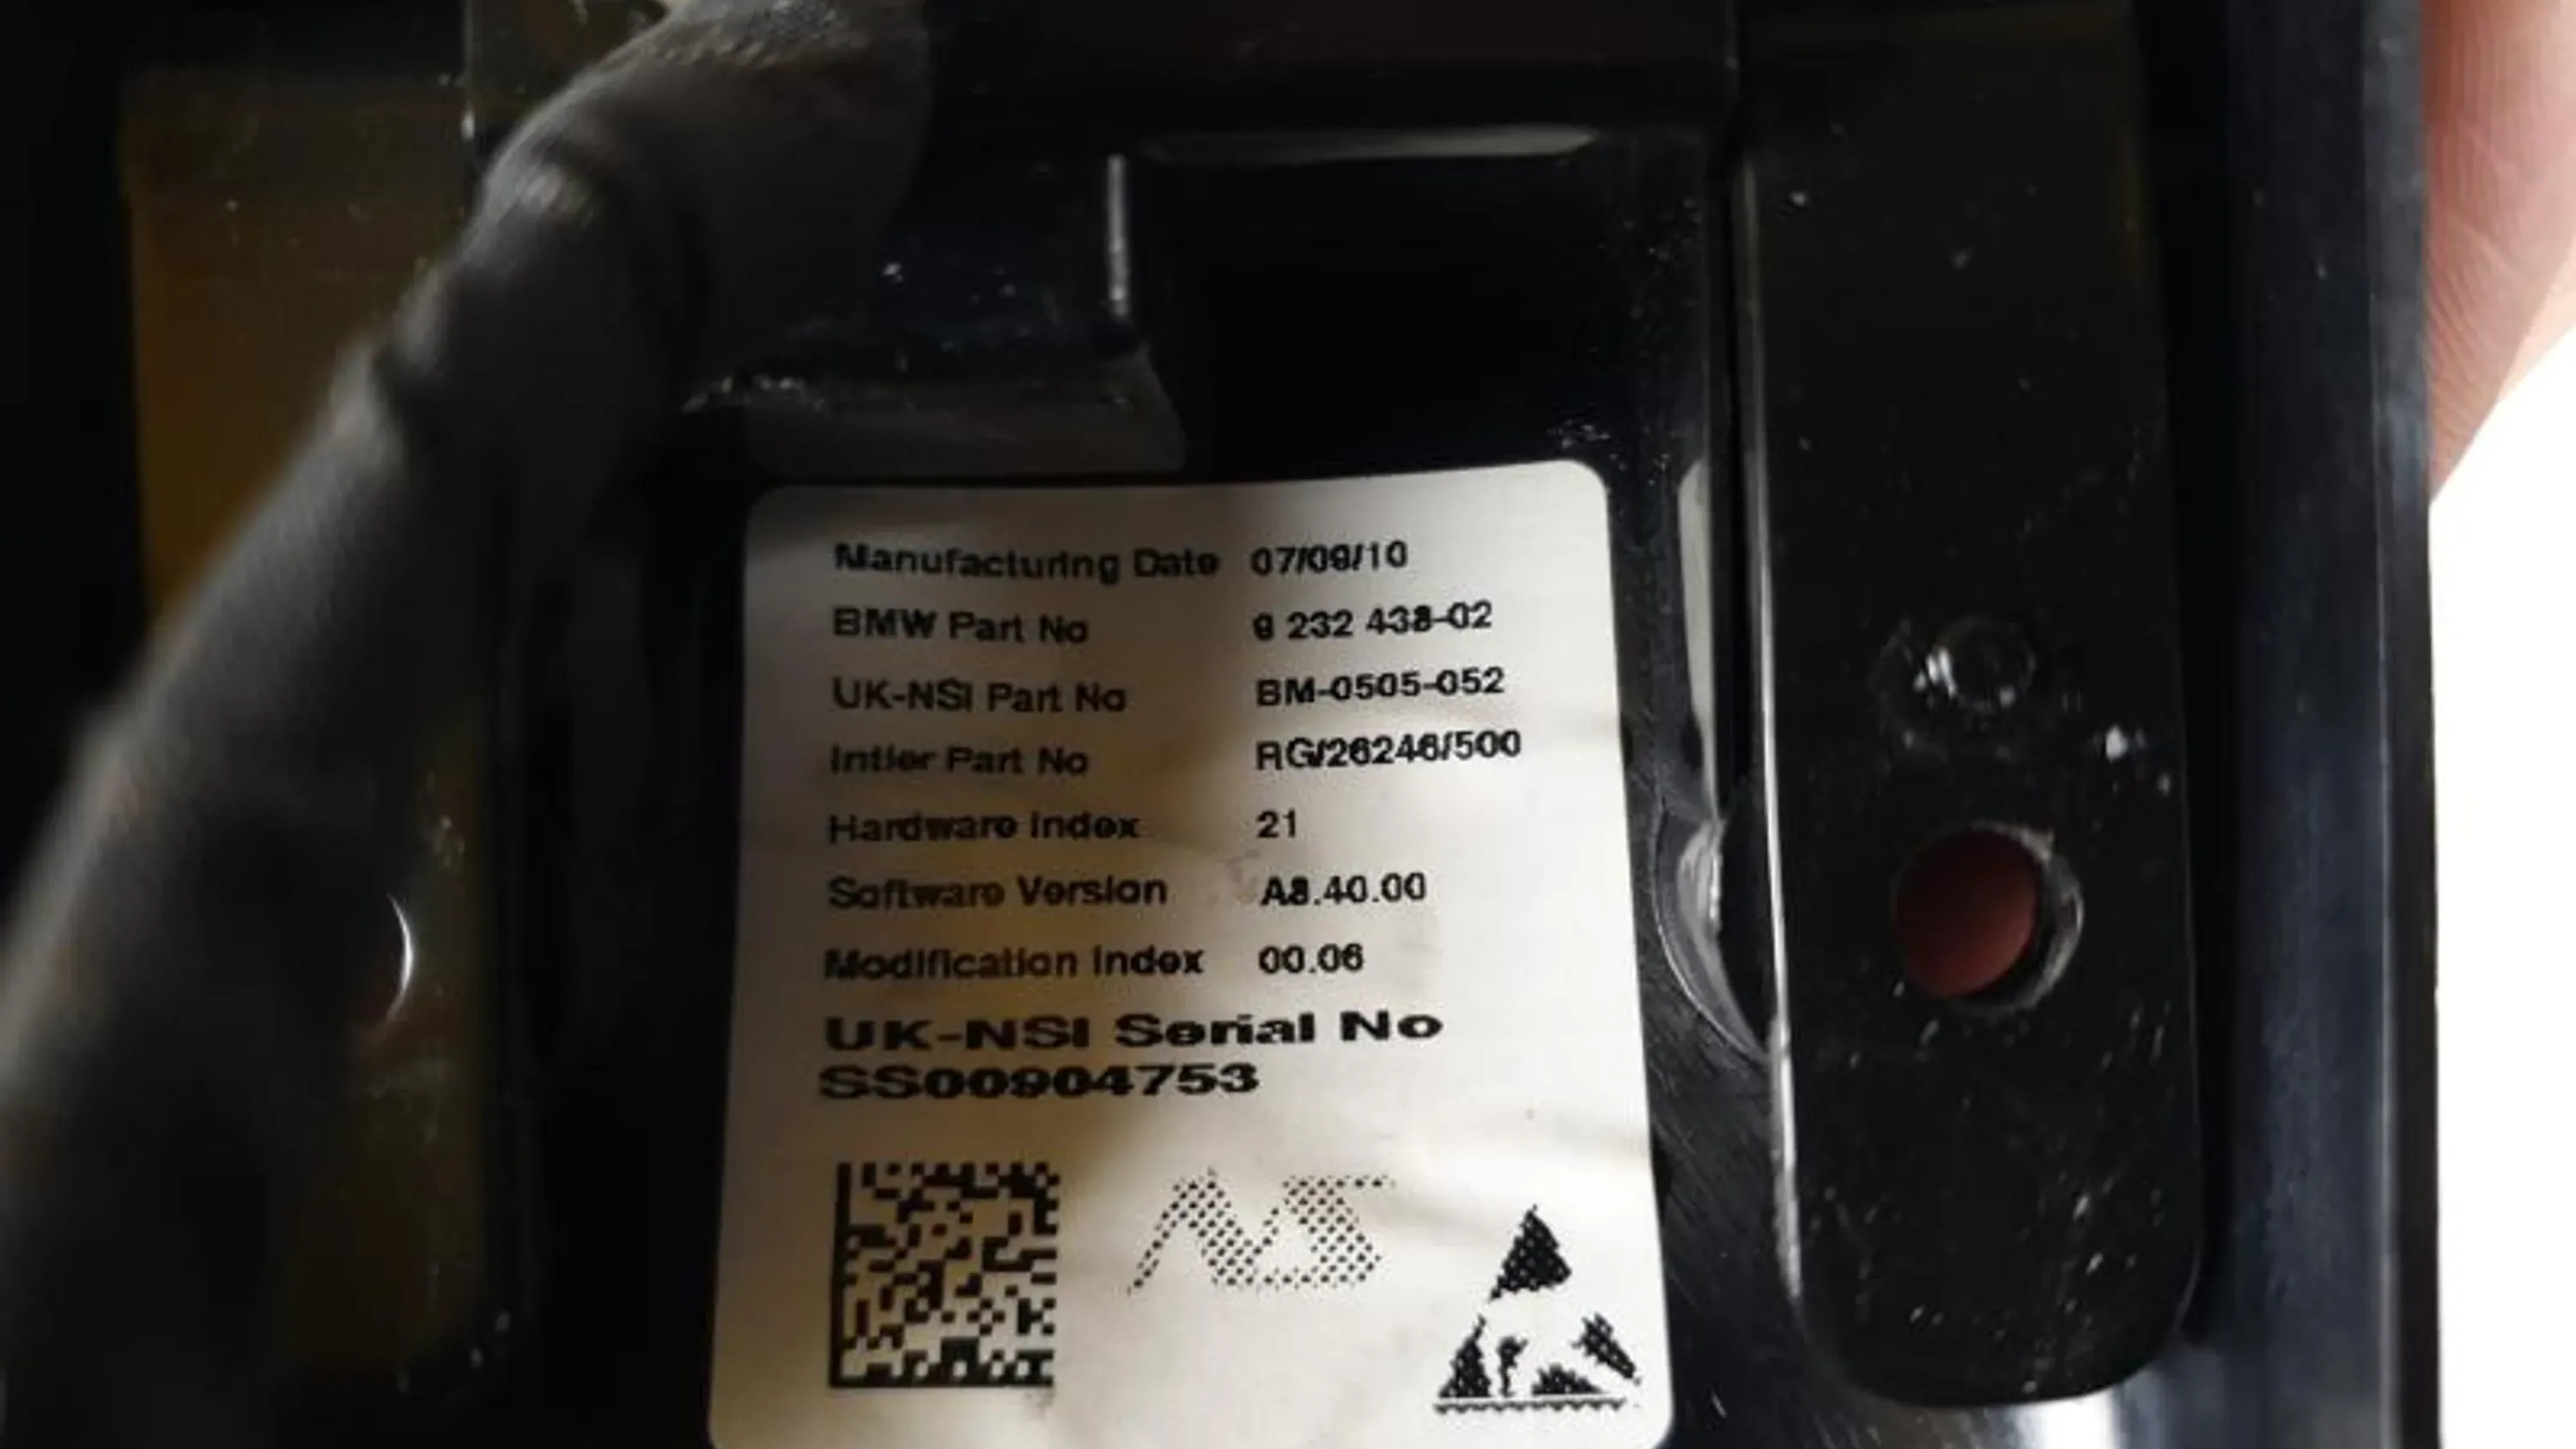 Manufacturing Date 07/09/10
BMW Part No 9 232 438-02
UK-NSI Part No BM-0505-052
Intier Part No RG/26246/500
Hardware Index 21
Software Version A8.40.00
Modification Index 00.06
UK-NSI Serial No
SS00904753